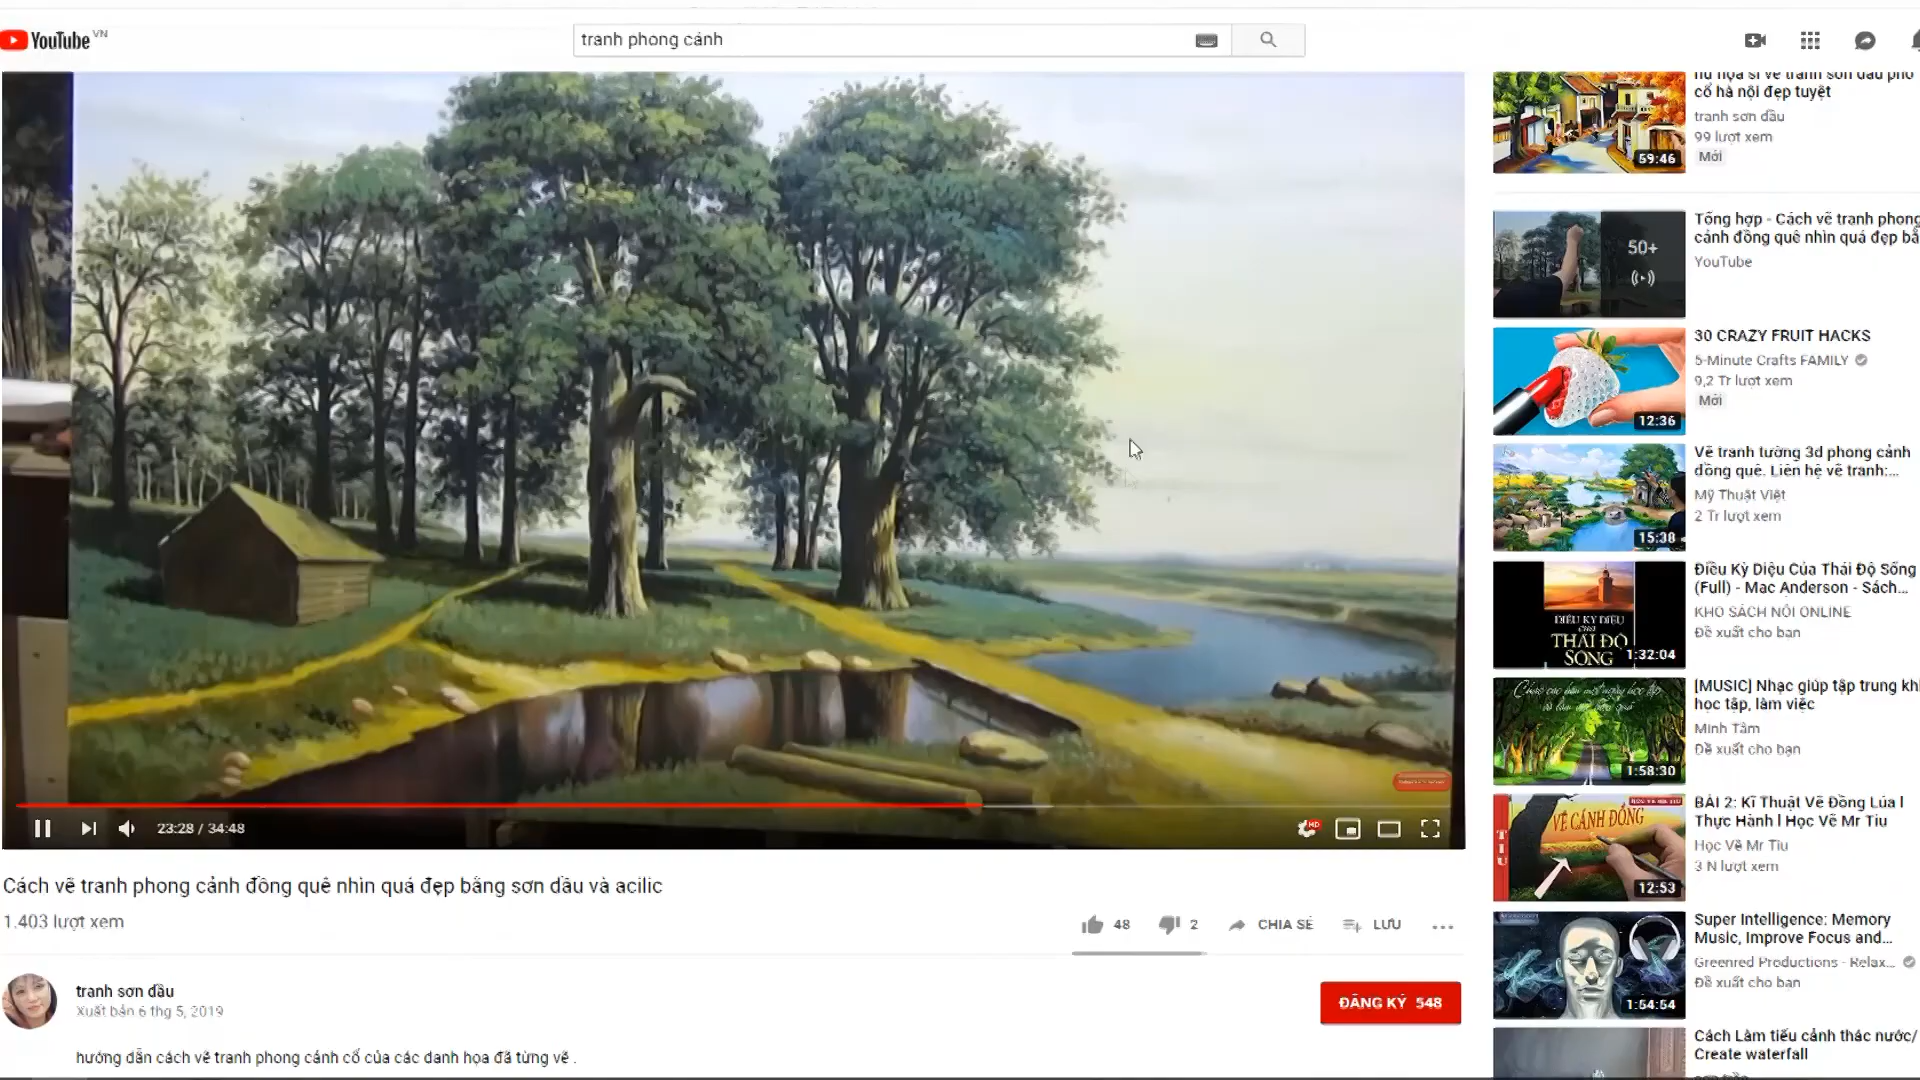 YouTube VN
tranh phong cảnh
cổ hà nội đẹp tuyệt
tranh sơn dầu
99 lượt xem
Mới
59:46
Tổng hợp - Cách vẽ tranh phong
cảnh đồng quê nhìn quá đẹp bằ
YouTube
50+
30 CRAZY FRUIT HACKS
5-Minute Crafts FAMILY
9,2 Tr lượt xem
Mới
12:36
Vẽ tranh tường 3d phong cảnh
đồng quê. Liên hệ vẽ tranh:...
Mỹ Thuật Việt
2 Tr lượt xem
15:38
Điều Kỳ Diệu Của Thái Độ Sống
(Full) - Mac Anderson - Sách...
KHO SÁCH NÓI ONLINE
Đề xuất cho bạn
ĐIỀU KỲ DIỆU
CỦA
THÁI ĐỘ
SỐNG
1:32:04
[MUSIC] Nhạc giúp tập trung kh
học tập, làm việc
Minh Tâm
Đề xuất cho bạn
1:58:30
BÀI 2: Kĩ Thuật Vẽ Đồng Lúa l
Thực Hành l Học Vẽ Mr Tiu
Học Vẽ Mr Tiu
3 N lượt xem
VẼ CÁNH ĐỒNG
TIU
12:53
Super Intelligence: Memory
Music, Improve Focus and...
Greenred Productions - Relax...
Đề xuất cho bạn
1:54:54
Cách Làm tiểu cảnh thác nước/
Create waterfall
23:28 / 34:48
HD
Cách vẽ tranh phong cảnh đồng quê nhìn quá đẹp bằng sơn dầu và acilic
1.403 lượt xem
48
2
CHIA SẺ
LƯU
tranh sơn dầu
Xuất bản 6 thg 5, 2019
ĐĂNG KÝ 548
hướng dẫn cách vẽ tranh phong cảnh cổ của các danh họa đã từng vẽ .